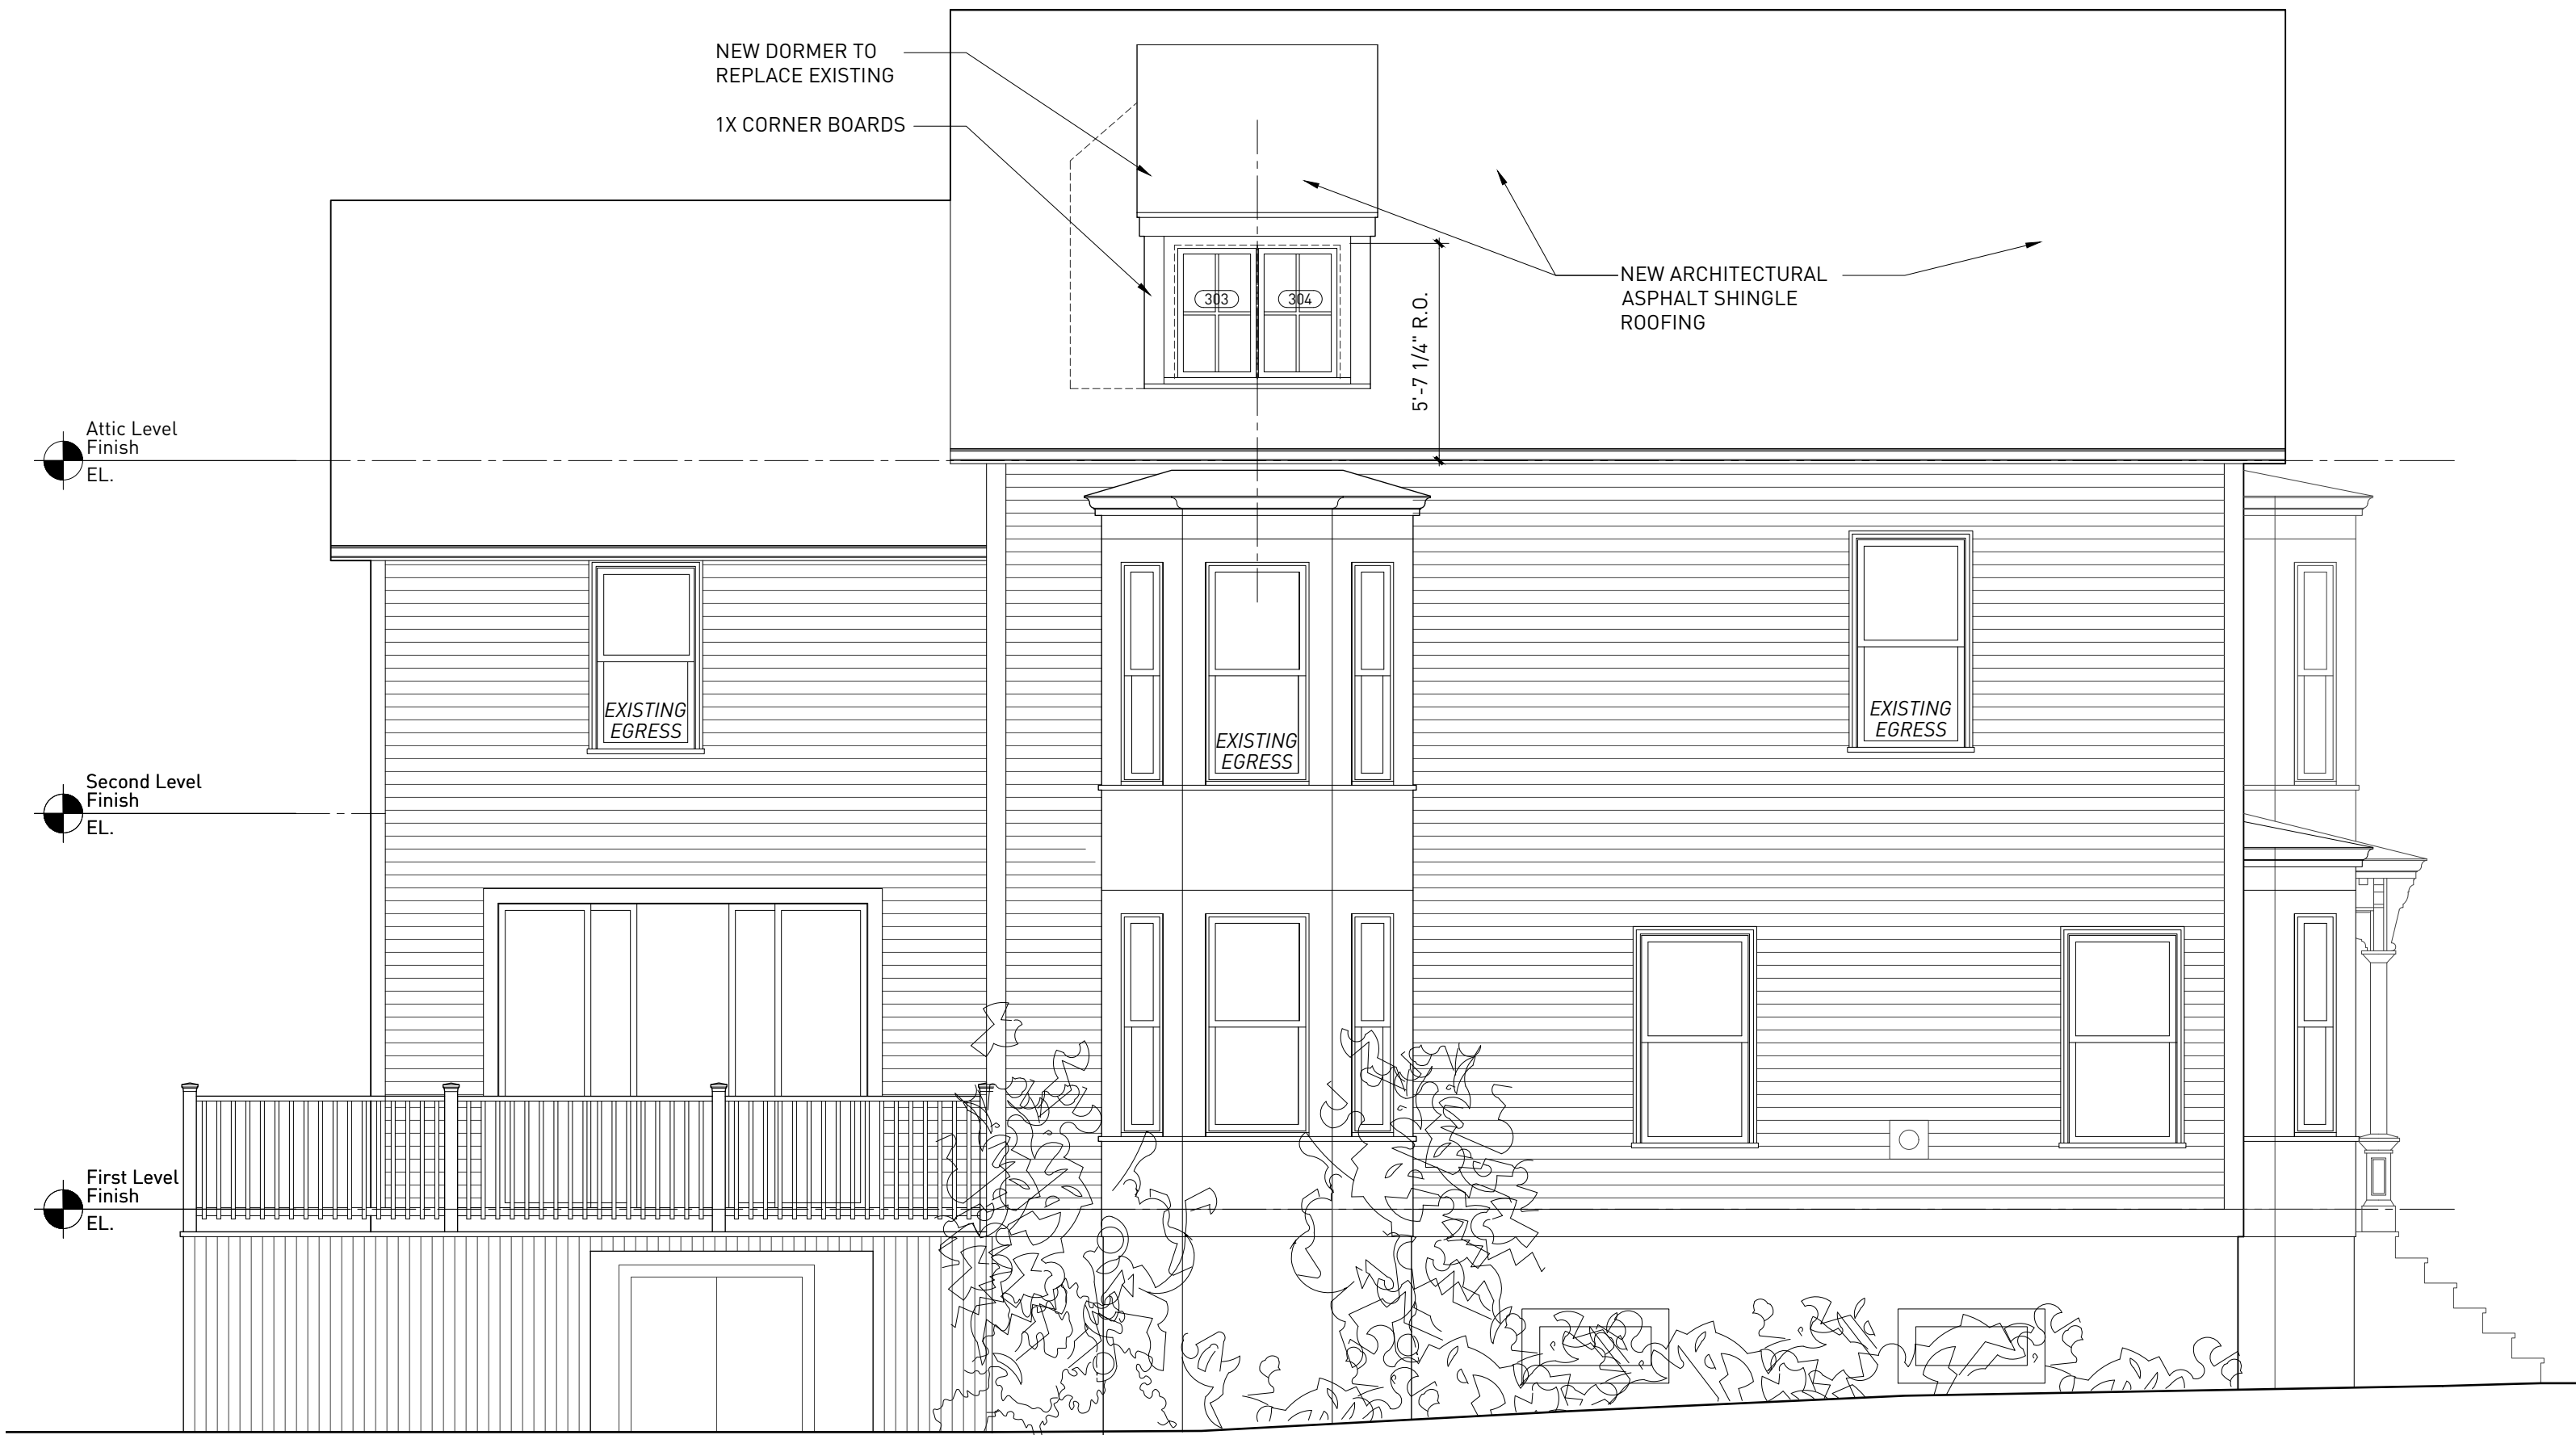 NEW DORMER TO
REPLACE EXISTING
1X CORNER BOARDS
303
304
NEW ARCHITECTURAL
ASPHALT SHINGLE
ROOFING
5'-7 1/4" R.O.
Attic Level
Finish
EL.
EXISTING
EGRESS
EXISTING
EGRESS
EXISTING
EGRESS
Second Level
Finish
EL.
First Level
Finish
EL.